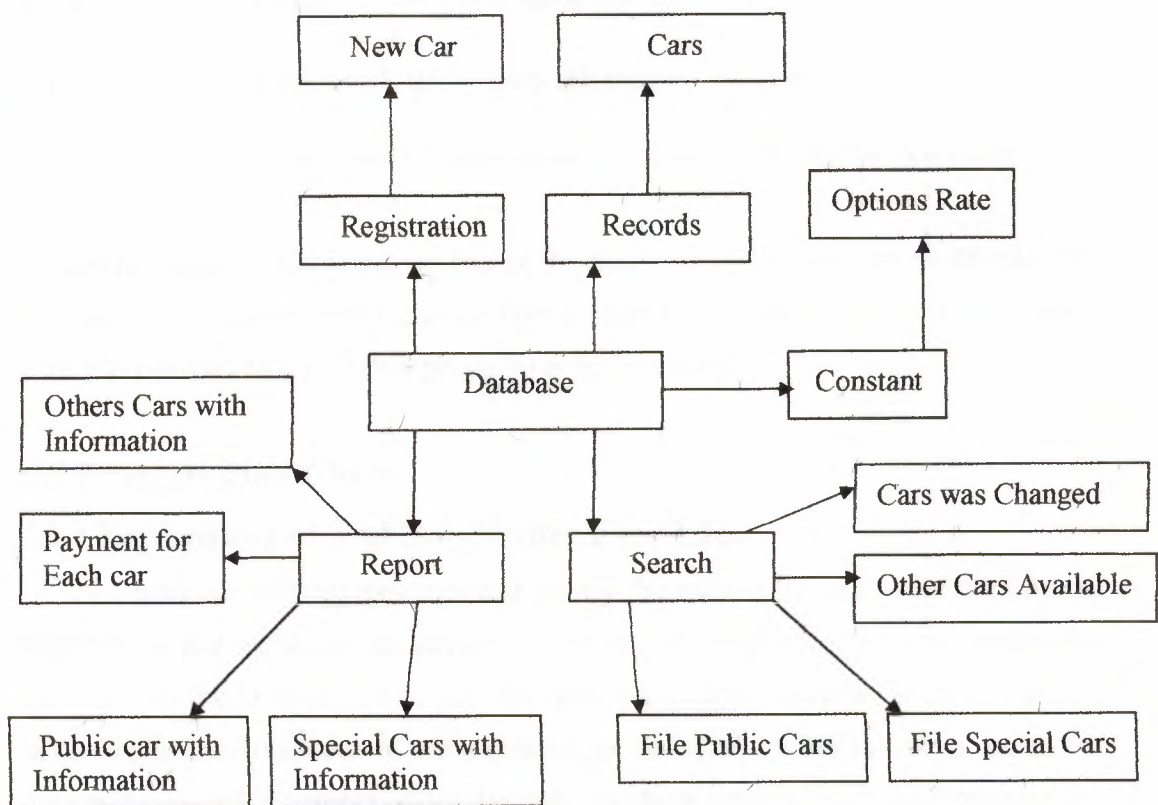 New Car
Cars
Registration
Records
Options Rate
Database
Constant
Others Cars with
Information
Cars was Changed
Payment for
Each car
Report
Search
Other Cars Available
Public car with
Information
Special Cars with
Information
File Public Cars
File Special Cars